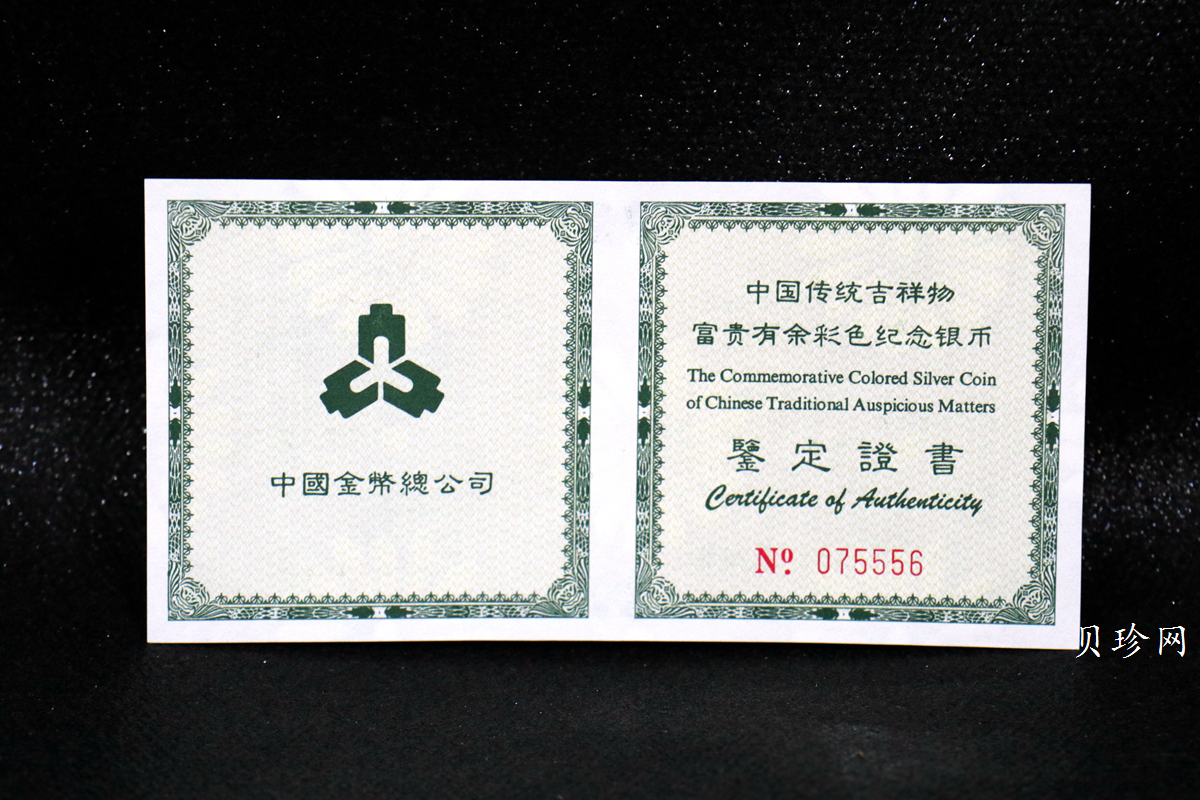 中國金幣總公司
中国传统吉祥物
富贵有余彩色纪念银币
The Commemorative Colored Silver Coin
of Chinese Traditional Auspicious Matters
鑒定證書
Certificate of Authenticity
Nº 075556
贝珍网